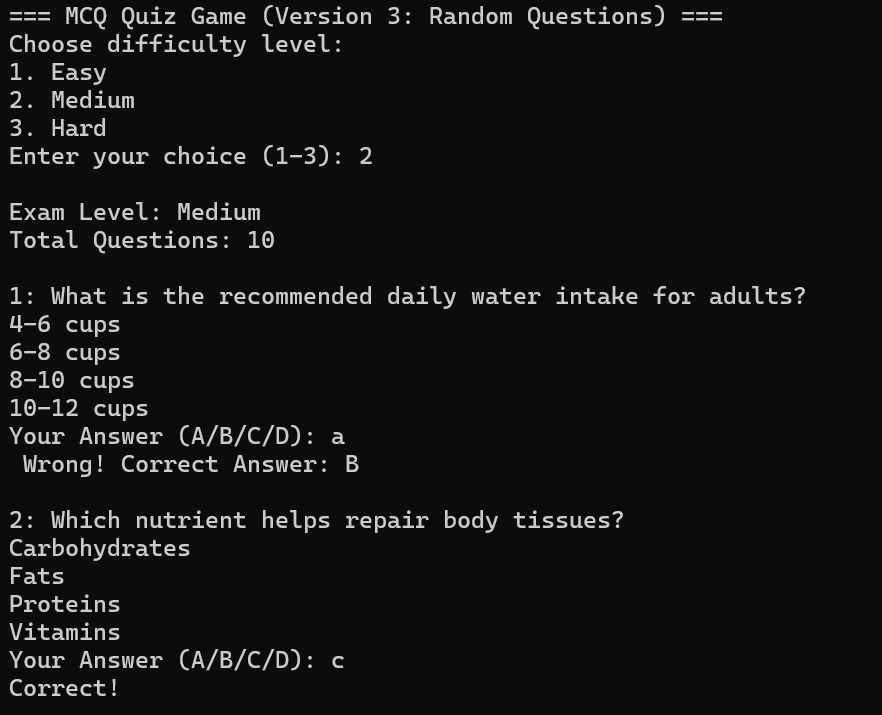 === MCQ Quiz Game (Version 3: Random Questions) ===
Choose difficulty level:
1. Easy
2. Medium
3. Hard
Enter your choice (1-3): 2
Exam Level: Medium
Total Questions: 10
1: What is the recommended daily water intake for adults?
4-6 cups
6-8 cups
8-10 cups
10-12 cups
Your Answer (A/B/C/D): a
Wrong! Correct Answer: B
2: Which nutrient helps repair body tissues?
Carbohydrates
Fats
Proteins
Vitamins
Your Answer (A/B/C/D): c
Correct!